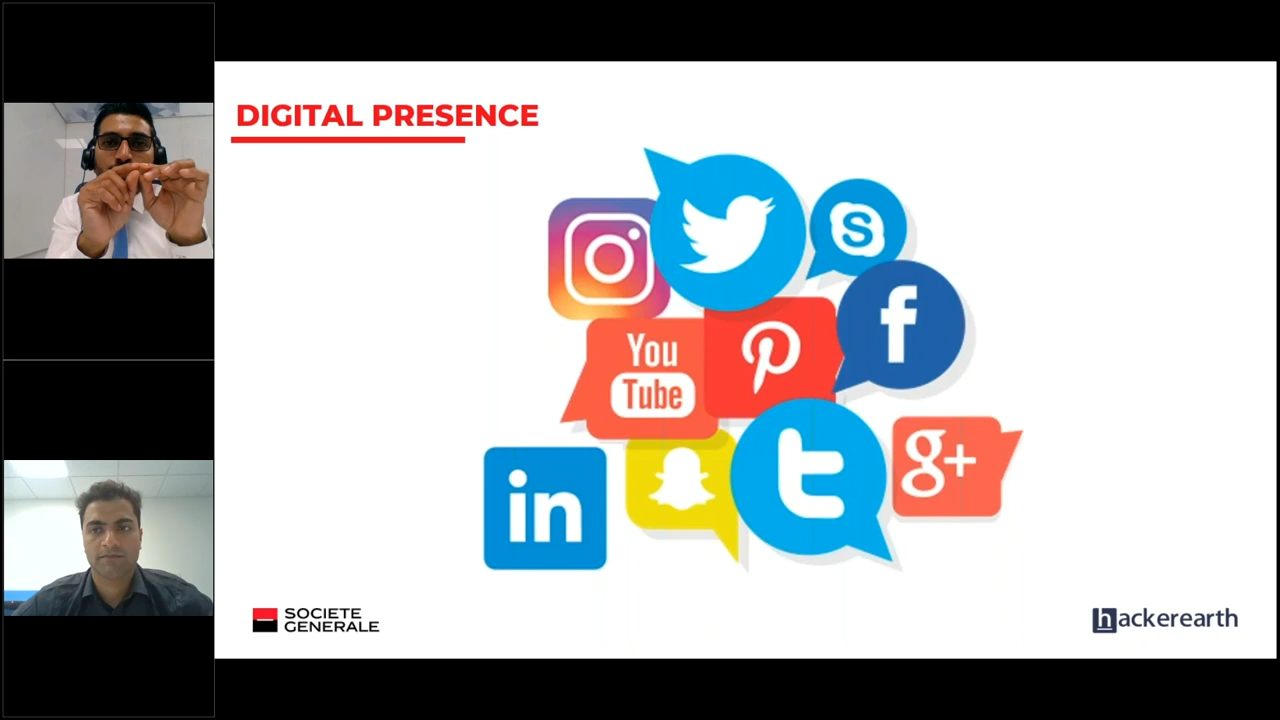 DIGITAL PRESENCE
S
f
You
Tube
in
t
g+
SOCIETE
GENERALE
hackerearth